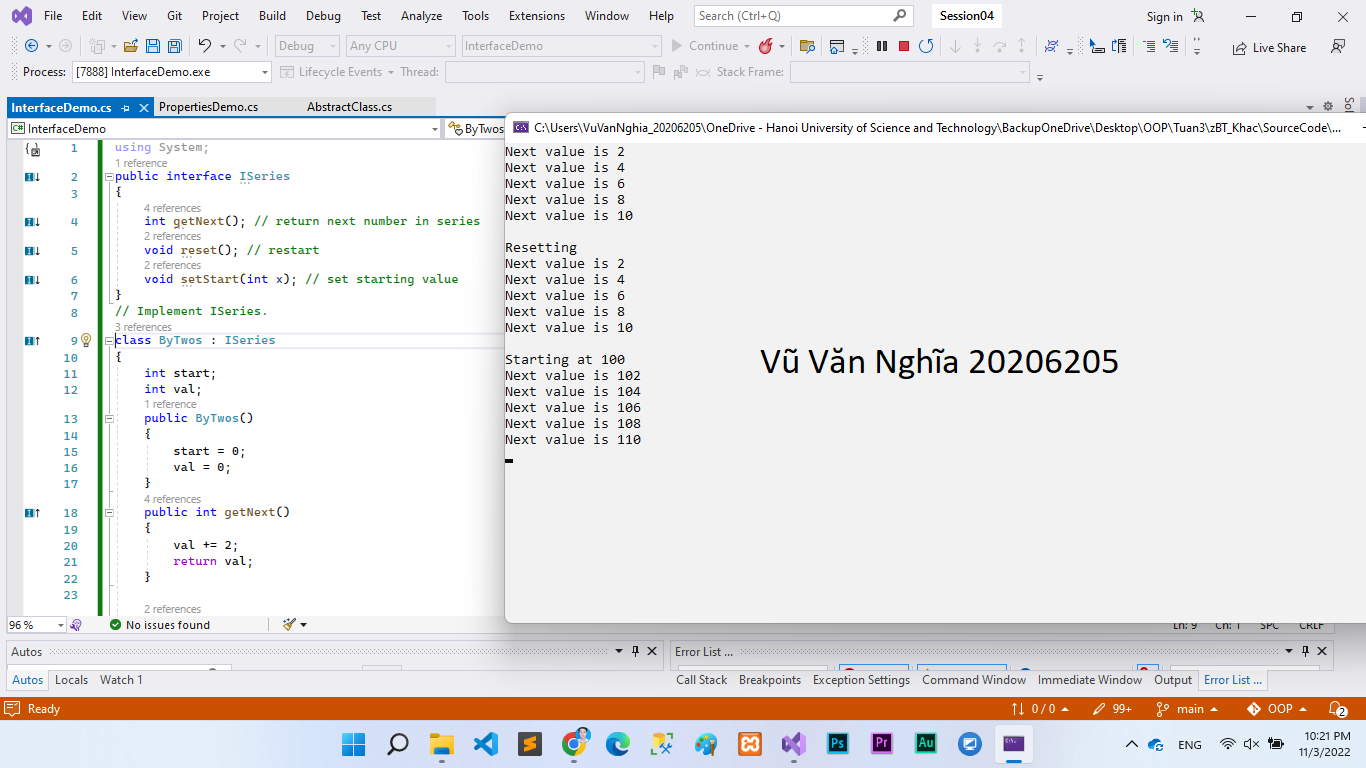 File Edit View Git Project Build Debug Test Analyze Tools Extensions Window Help Search (Ctrl+Q) Session04 Sign in
Debug Any CPU InterfaceDemo Continue Live Share
Process: [7888] InterfaceDemo.exe Lifecycle Events Thread: Stack Frame:
InterfaceDemo.cs PropertiesDemo.cs AbstractClass.cs
InterfaceDemo ByTwos
1 using System;
1 reference
2 public interface ISeries
3 {
4 references
4 int getNext(); // return next number in series
2 references
5 void reset(); // restart
2 references
6 void setStart(int x); // set starting value
7 }
8 // Implement ISeries.
3 references
9 class ByTwos : ISeries
10 {
11 int start;
12 int val;
1 reference
13 public ByTwos()
14 {
15 start = 0;
16 val = 0;
17 }
4 references
18 public int getNext()
19 {
20 val += 2;
21 return val;
22 }
23
2 references
96 % No issues found Ln: 9 Ch: 1 SPC CRLF
C:\Users\VuVanNghia_20206205\OneDrive - Hanoi University of Science and Technology\BackupOneDrive\Desktop\OOP\Tuan3\zBT_Khac\SourceCode\...
Next value is 2
Next value is 4
Next value is 6
Next value is 8
Next value is 10
Resetting
Next value is 2
Next value is 4
Next value is 6
Next value is 8
Next value is 10
Starting at 100
Next value is 102
Next value is 104
Next value is 106
Next value is 108
Next value is 110
Vũ Văn Nghĩa 20206205
Autos Error List ...
Autos Locals Watch 1 Call Stack Breakpoints Exception Settings Command Window Immediate Window Output Error List ...
Ready 0 / 0 99+ main OOP 2
Ps Pr Au ENG 10:21 PM
11/3/2022